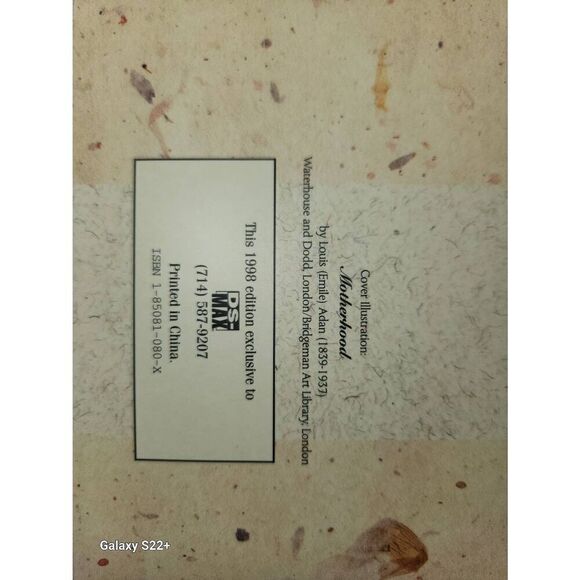 Cover Illustration:
Motherhood,
by Louis (Emile) Adan (1839-1937)
Waterhouse and Dodd, London/Bridgeman Art Library, London
This 1998 edition exclusive to
DS-MAX
(714) 587-9207
Printed in China.
ISBN 1-85081-080-X
Galaxy S22+